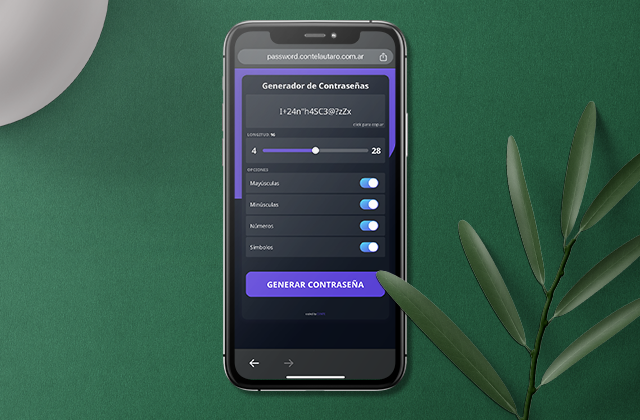 password.contelautaro.com.ar
Generador de Contraseñas
I+24n"h4SC3@?zZx
click para copiar
LONGITUD: 16
4 28
OPCIONES
Mayúsculas
Minúsculas
Números
Símbolos
GENERAR CONTRASEÑA